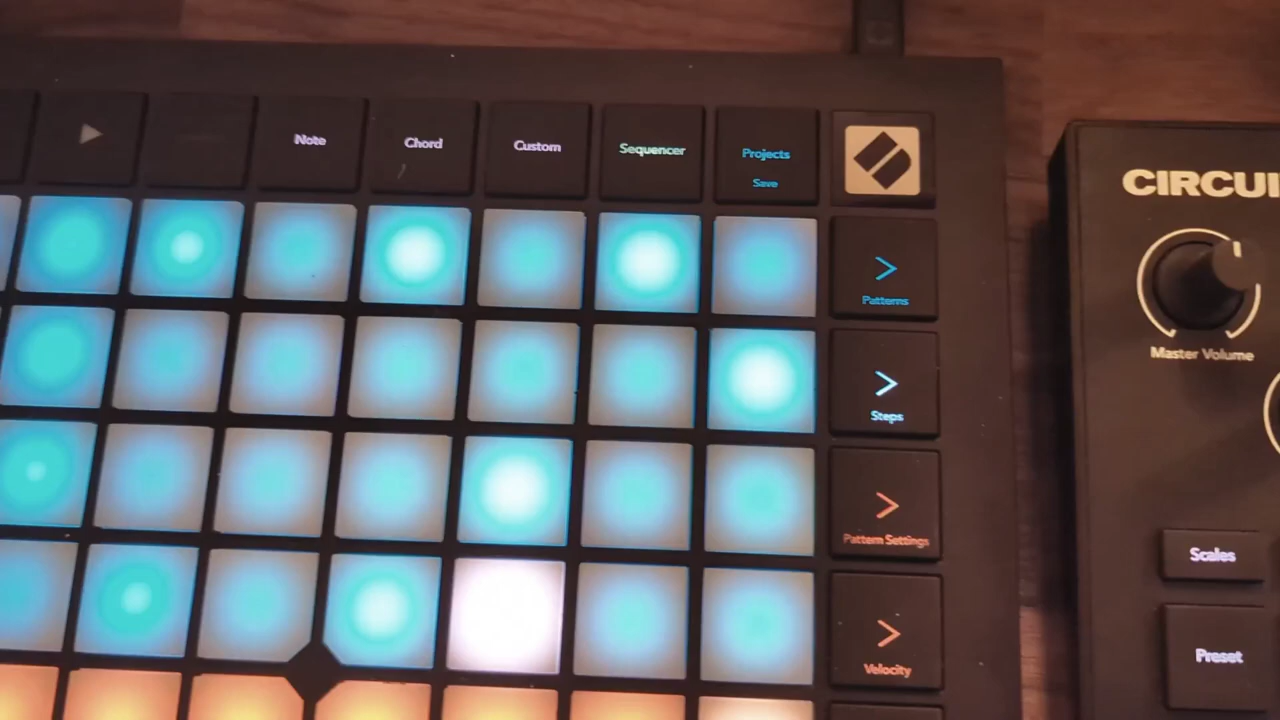 Note
Chord
Custom
Sequencer
Projects
Save
Patterns
Steps
Pattern Settings
Velocity
CIRCUI
Master Volume
Scales
Preset